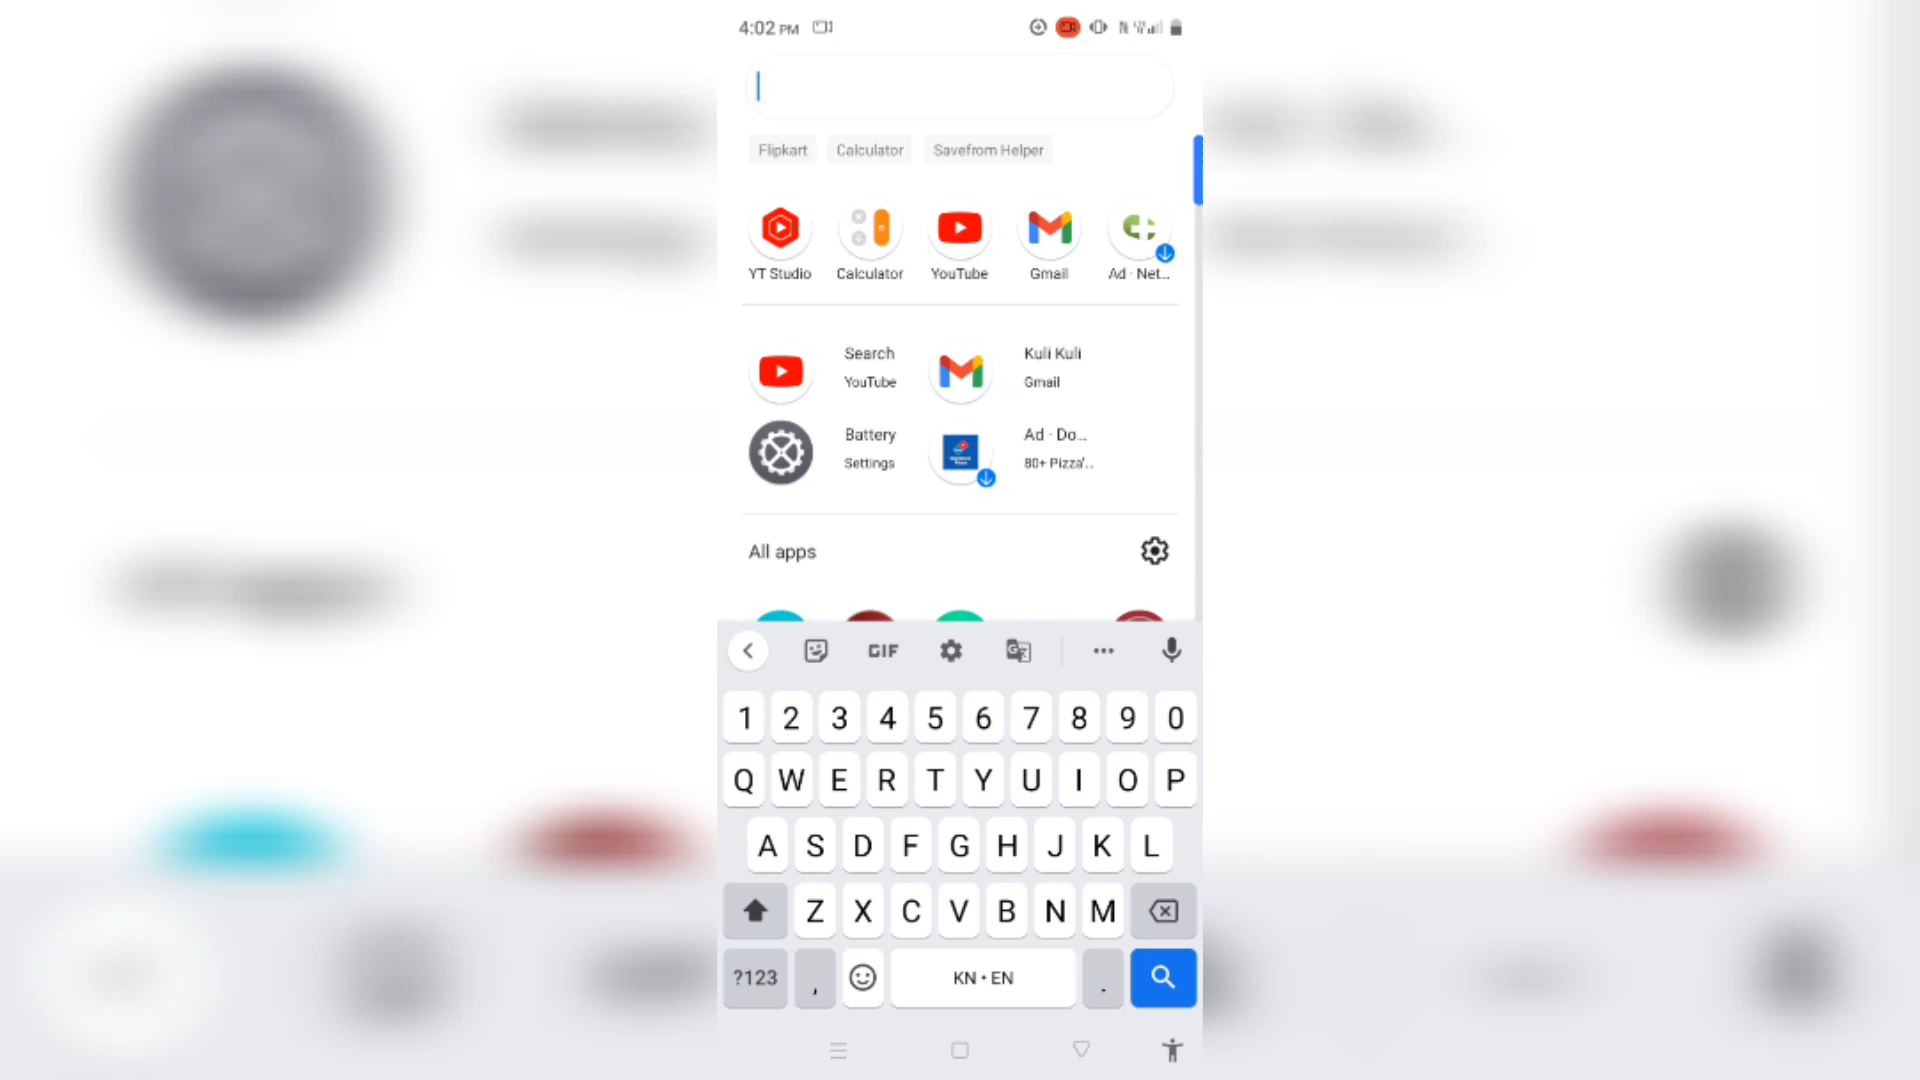 4:02 PM
Flipkart
Calculator
Savefrom Helper
YT Studio
Calculator
YouTube
Gmail
Ad · Net...
Search
YouTube
Kuli Kuli
Gmail
Battery
Settings
Ad · Do...
80+ Pizza'..
All apps
GIF
1 2 3 4 5 6 7 8 9 0
Q W E R T Y U I O P
A S D F G H J K L
Z X C V B N M
?123 , KN • EN .